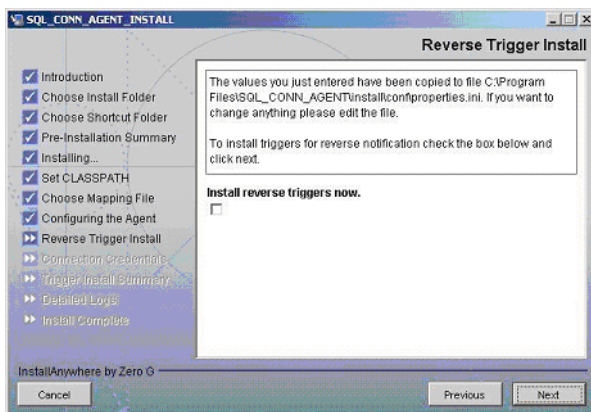 SQL_CONN_AGENT_INSTALL
Reverse Trigger Install
Introduction
Choose Install Folder
Choose Shortcut Folder
Pre-Installation Summary
Installing...
Set CLASSPATH
Choose Mapping File
Configuring the Agent
Reverse Trigger Install
Connection Credentials
Trigger Install Summary
Detailed Logs
Install Complete
The values you just entered have been copied to file C:\Program
Files\SQL_CONN_AGENT\install\conf\properties.ini. If you want to
change anything please edit the file.
To install triggers for reverse notification check the box below and
click next.
Install reverse triggers now.
InstallAnywhere by Zero G
Cancel
Previous
Next